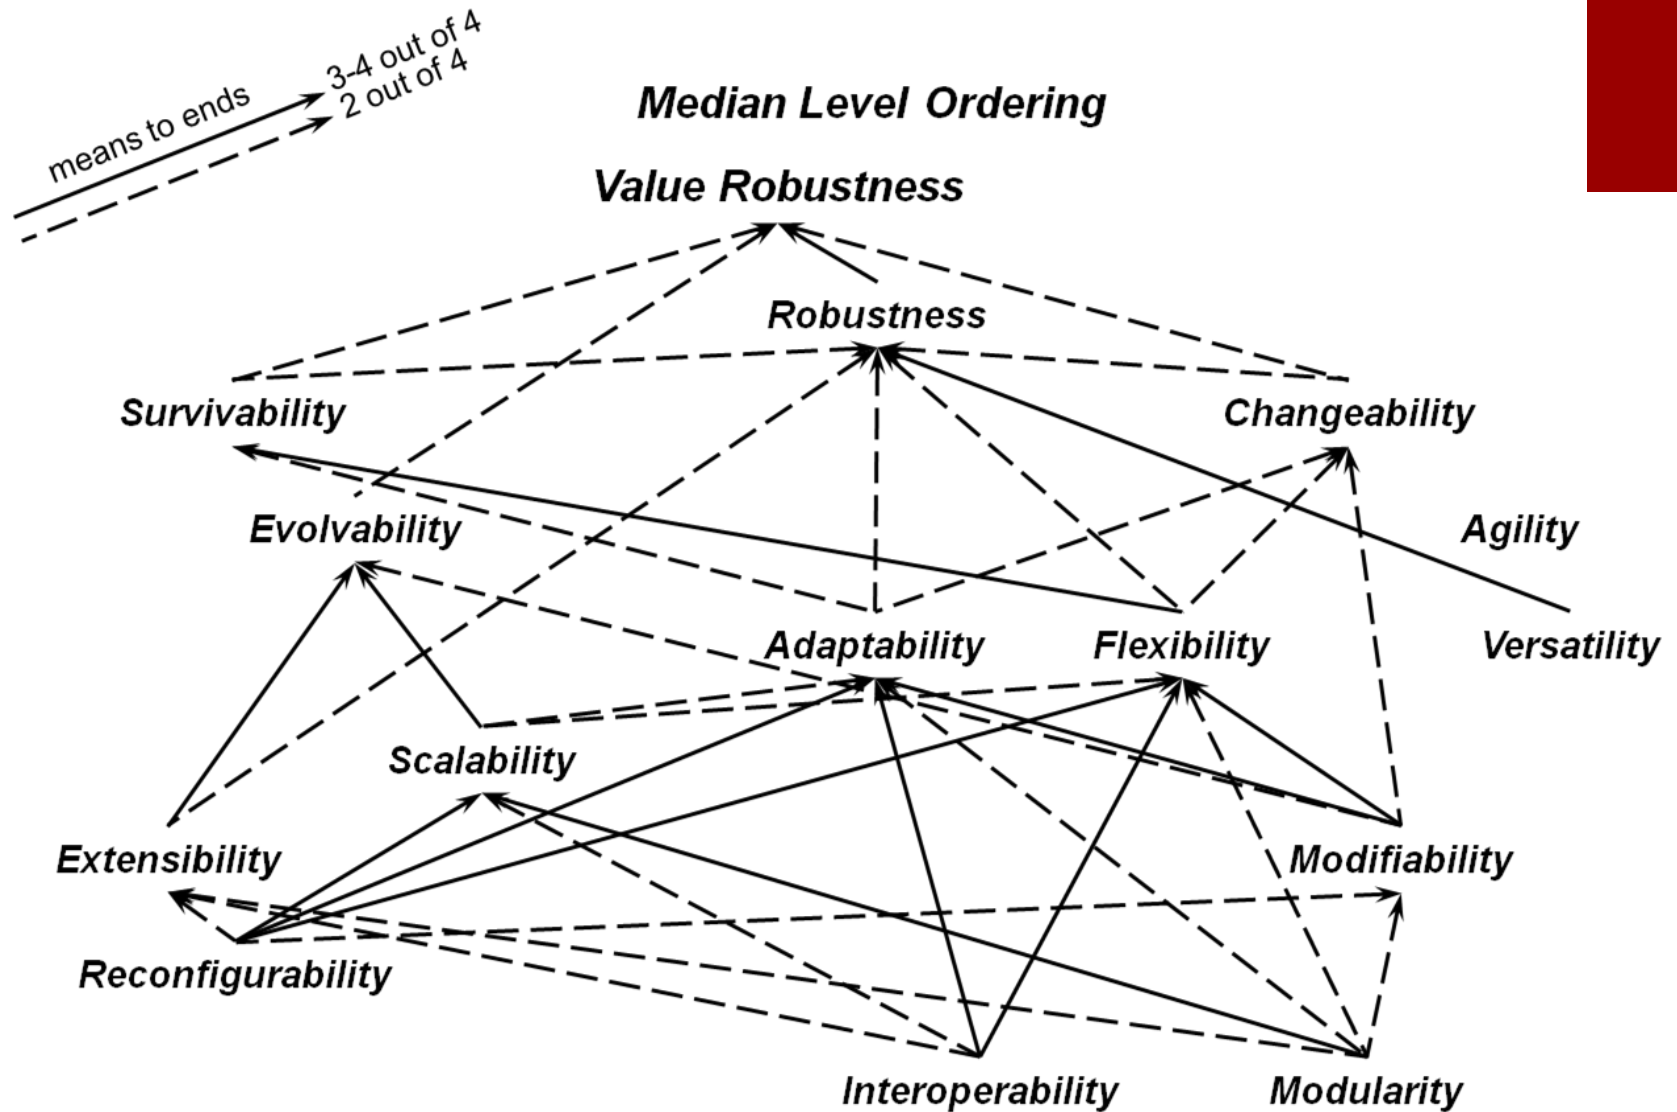 3-4 out of 4
2 out of 4
means to ends
Median Level Ordering
Value Robustness
Robustness
Survivability
Changeability
Evolvability
Agility
Adaptability
Flexibility
Versatility
Scalability
Extensibility
Modifiability
Reconfigurability
Interoperability
Modularity